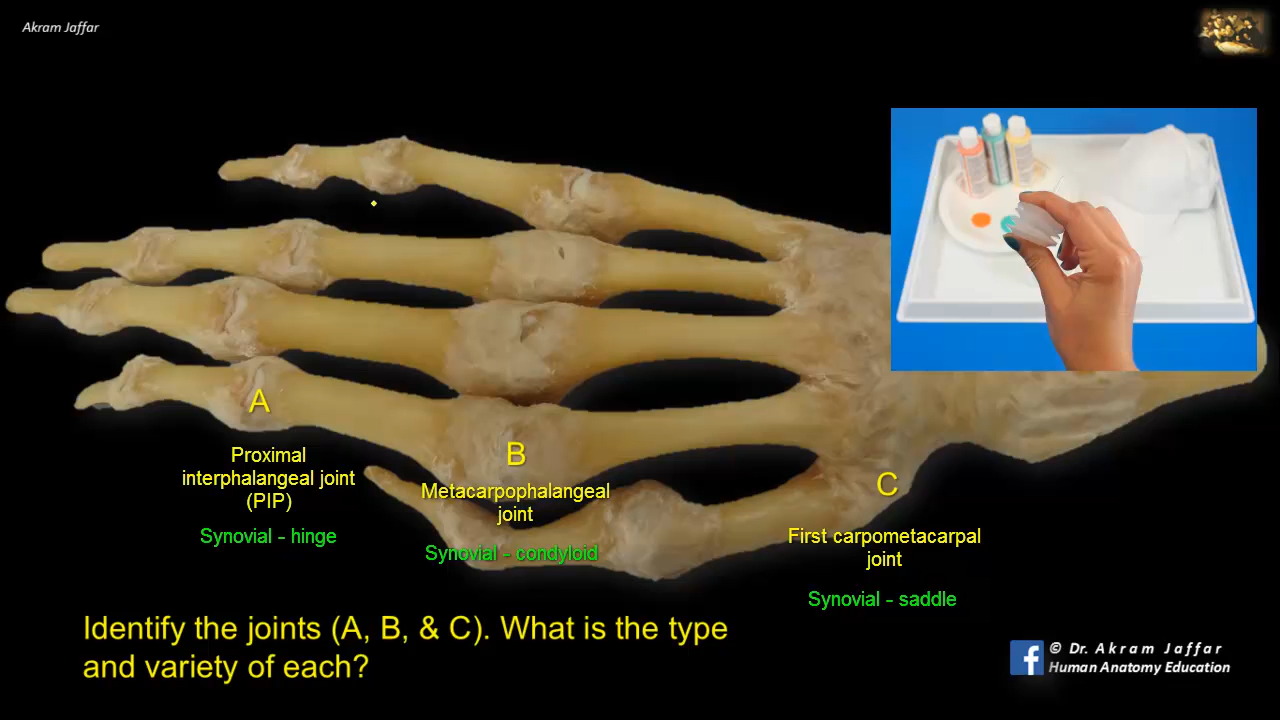 Akram Jaffar
A
B
C
Proximal
interphalangeal joint
(PIP)
Synovial - hinge
Metacarpophalangeal
joint
Synovial - condyloid
First carpometacarpal
joint
Synovial - saddle
Identify the joints (A, B, & C). What is the type
and variety of each?
f
© Dr. Akram Jaffar
Human Anatomy Education